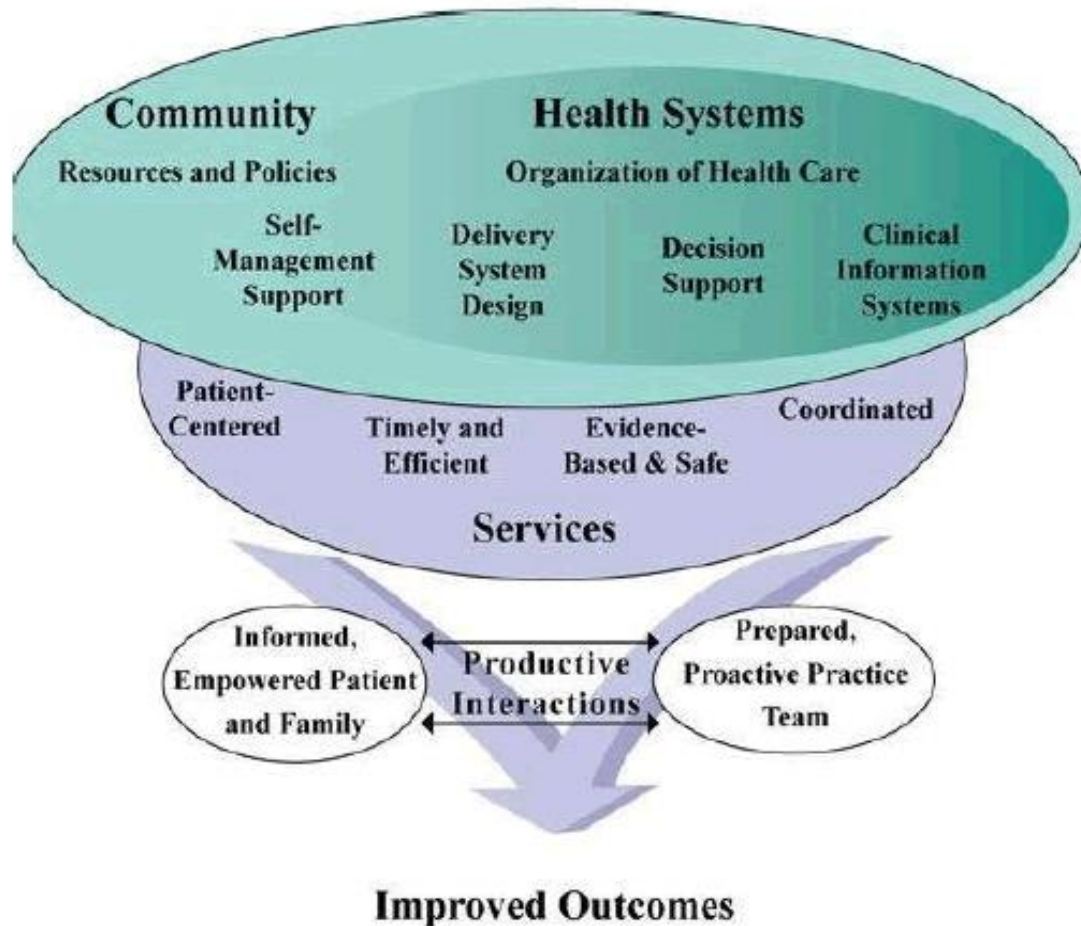 Community
Health Systems
Resources and Policies
Organization of Health Care
Self-
Management
Support
Delivery
System
Design
Decision
Support
Clinical
Information
Systems
Patient-
Centered
Timely and
Efficient
Evidence-
Based & Safe
Coordinated
Services
Informed,
Empowered Patient
and Family
Productive
Interactions
Prepared,
Proactive Practice
Team
Improved Outcomes